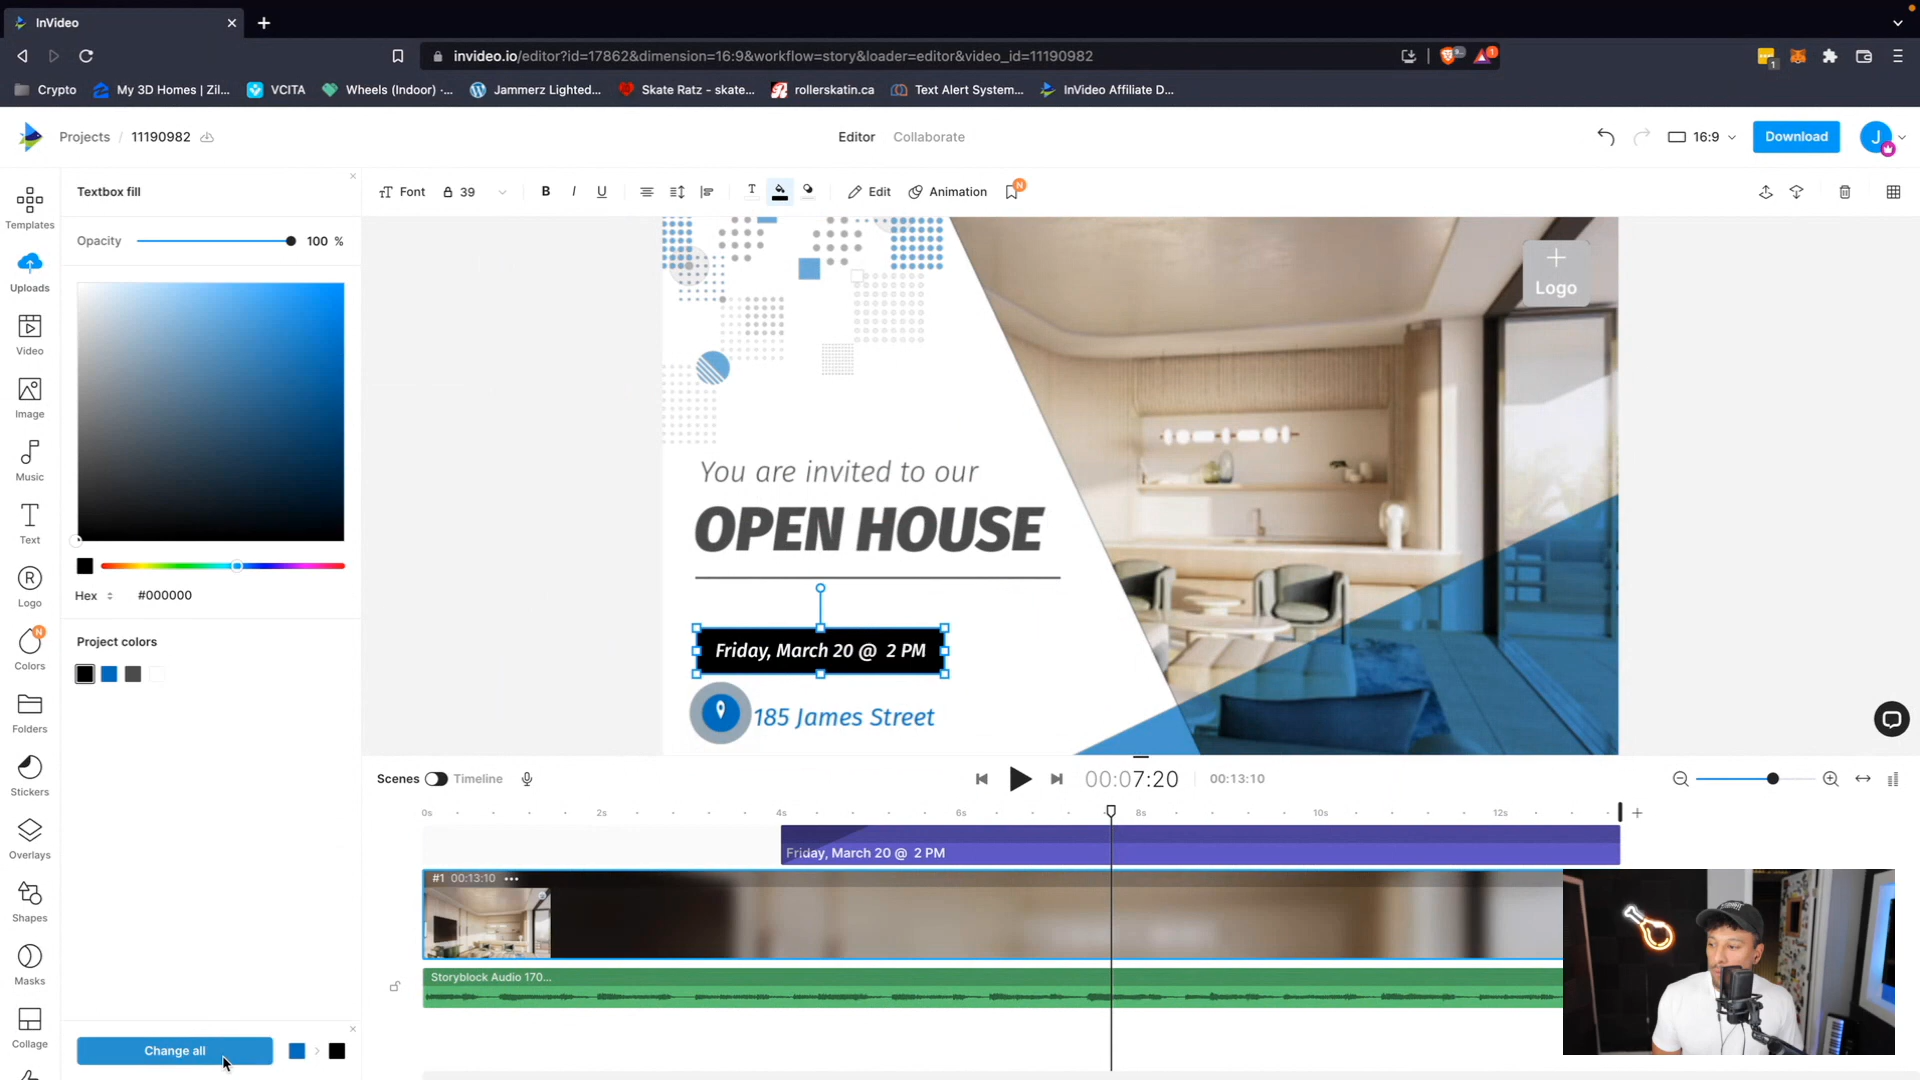 InVideo
invideo.io/editor?id=17862&dimension=16:9&workflow=story&loader=editor&video_id=11190982
Crypto
My 3D Homes | Zil...
VCITA
Wheels (Indoor) -...
Jammerz Lighted...
Skate Ratz - skate...
rollerskatin.ca
Text Alert System...
InVideo Affiliate D...
Projects / 11190982
Editor
Collaborate
16:9
Download
J
Textbox fill
Font
39
B
I
U
T
Edit
Animation
N
Templates
Opacity
100 %
Uploads
Video
Image
Music
Text
Logo
N
Colors
Folders
Stickers
Overlays
Shapes
Masks
Collage
Hex
#000000
Project colors
Change all
Logo
You are invited to our
OPEN HOUSE
Friday, March 20 @ 2 PM
185 James Street
Scenes
Timeline
00:07:20
00:13:10
0s
2s
4s
6s
8s
10s
12s
Friday, March 20 @ 2 PM
#1 00:13:10
Storyblock Audio 170...